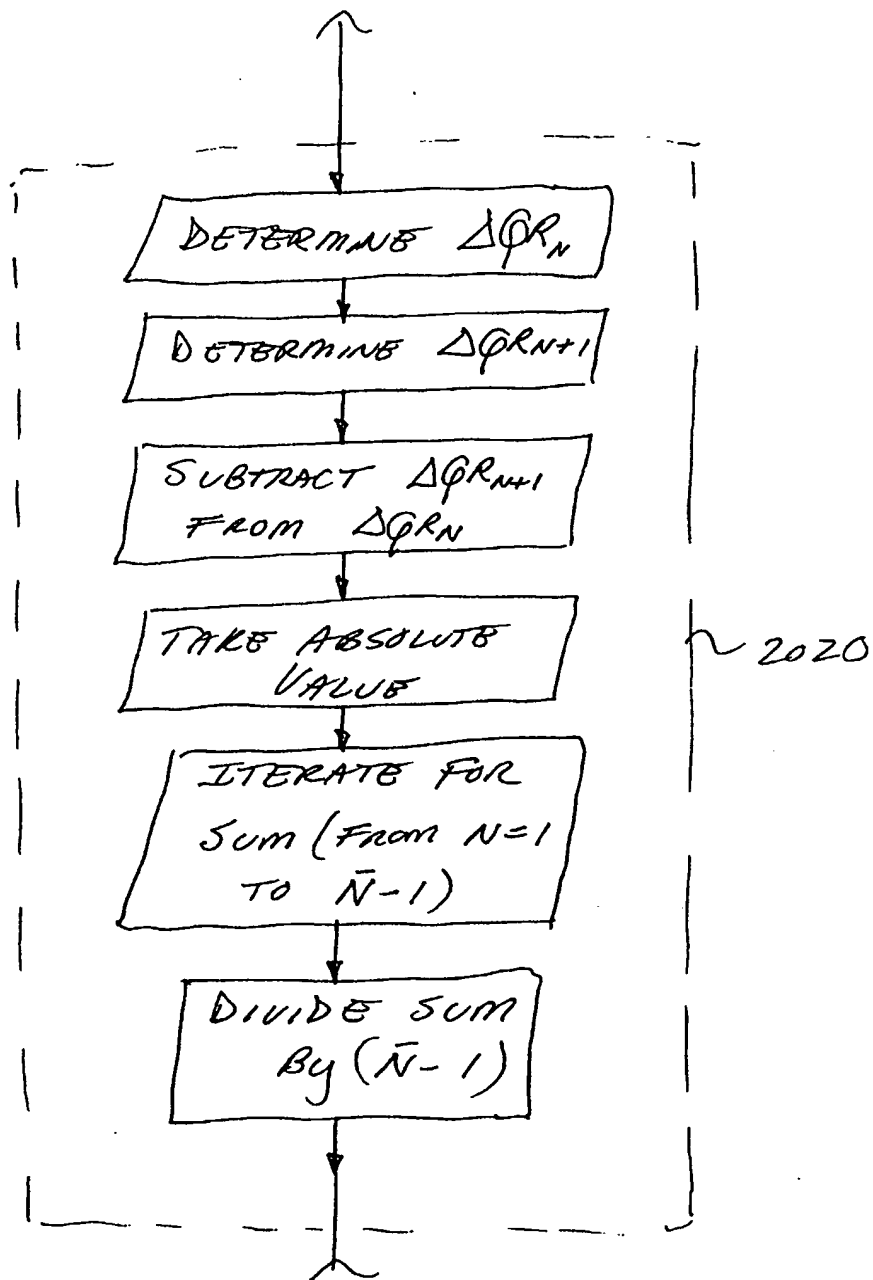 DETERMINE ΔφR_N
DETERMINE ΔφR_N+1
SUBTRACT ΔφR_N+1
FROM ΔφR_N
TAKE ABSOLUTE
VALUE
2020
ITERATE FOR
SUM (FROM N=1
TO N̄-1)
DIVIDE SUM
By (N̄-1)